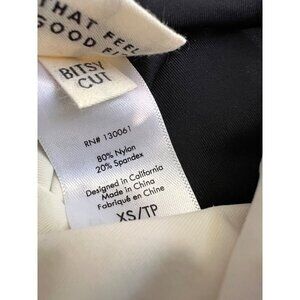 THAT FEEL
GOOD
BITSY
CUT
RN# 130061
80% Nylon
20% Spandex
Designed in California
Made in China
Fabriqué en Chine
XS/TP